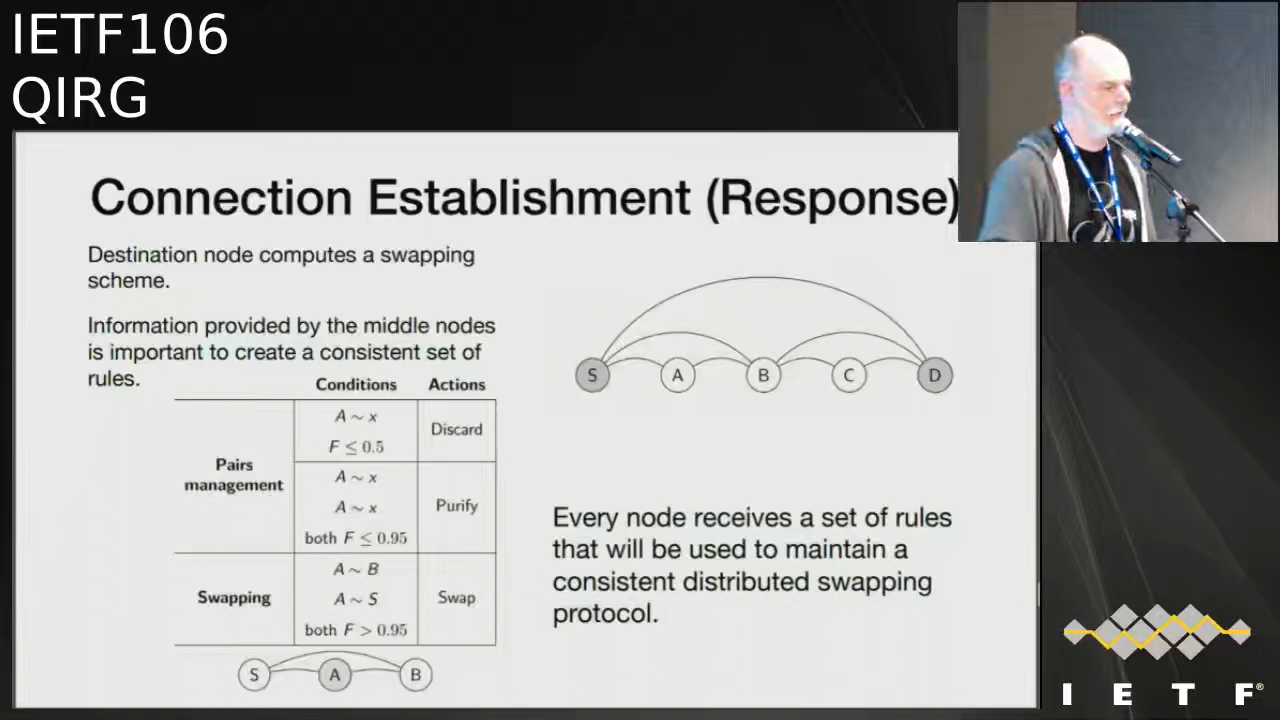 IETF106
QIRG
Connection Establishment (Response)
Destination node computes a swapping
scheme.
Information provided by the middle nodes
is important to create a consistent set of
rules.
Conditions Actions
A ~ x
F ≤ 0.5
Discard
Pairs
management
A ~ x
A ~ x
both F ≤ 0.95
Purify
Swapping
A ~ B
A ~ S
both F > 0.95
Swap
S A B
S A B C D
Every node receives a set of rules
that will be used to maintain a
consistent distributed swapping
protocol.
I E T F®